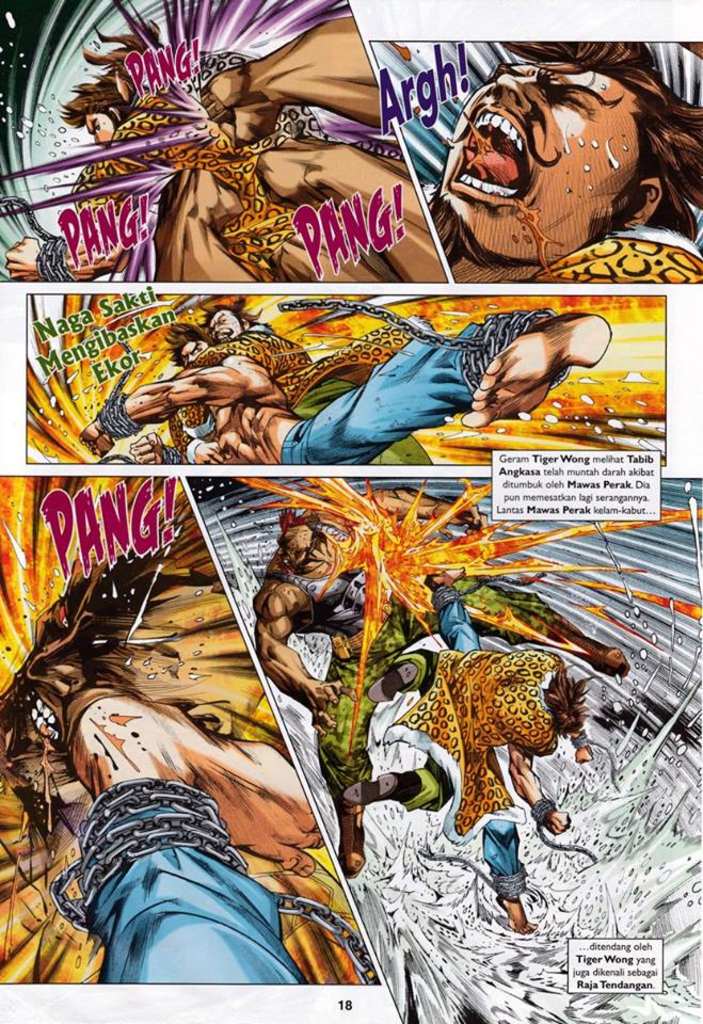 PANG!
PANG!
PANG!
Argh!
Naga Sakti
Mengibaskan
Ekor
Geram Tiger Wong melihat Tabib
Angkasa telah muntah darah akibat
ditumbuk oleh Mawas Perak. Dia
pun memesatkan lagi serangannya.
Lantas Mawas Perak kelam-kabut...
PANG!
...ditendang oleh
Tiger Wong yang
juga dikenali sebagai
Raja Tendangan.
18